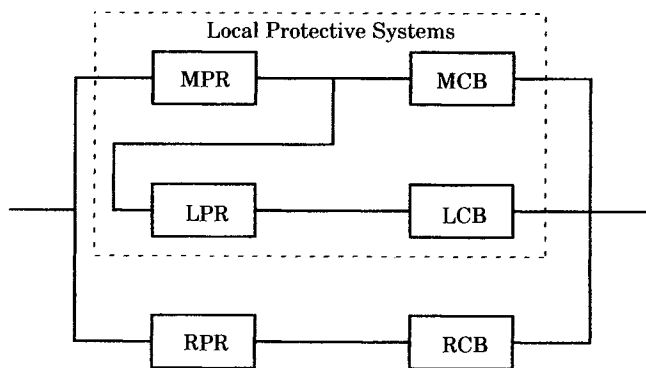 Local Protective Systems
MPR
MCB
LPR
LCB
RPR
RCB